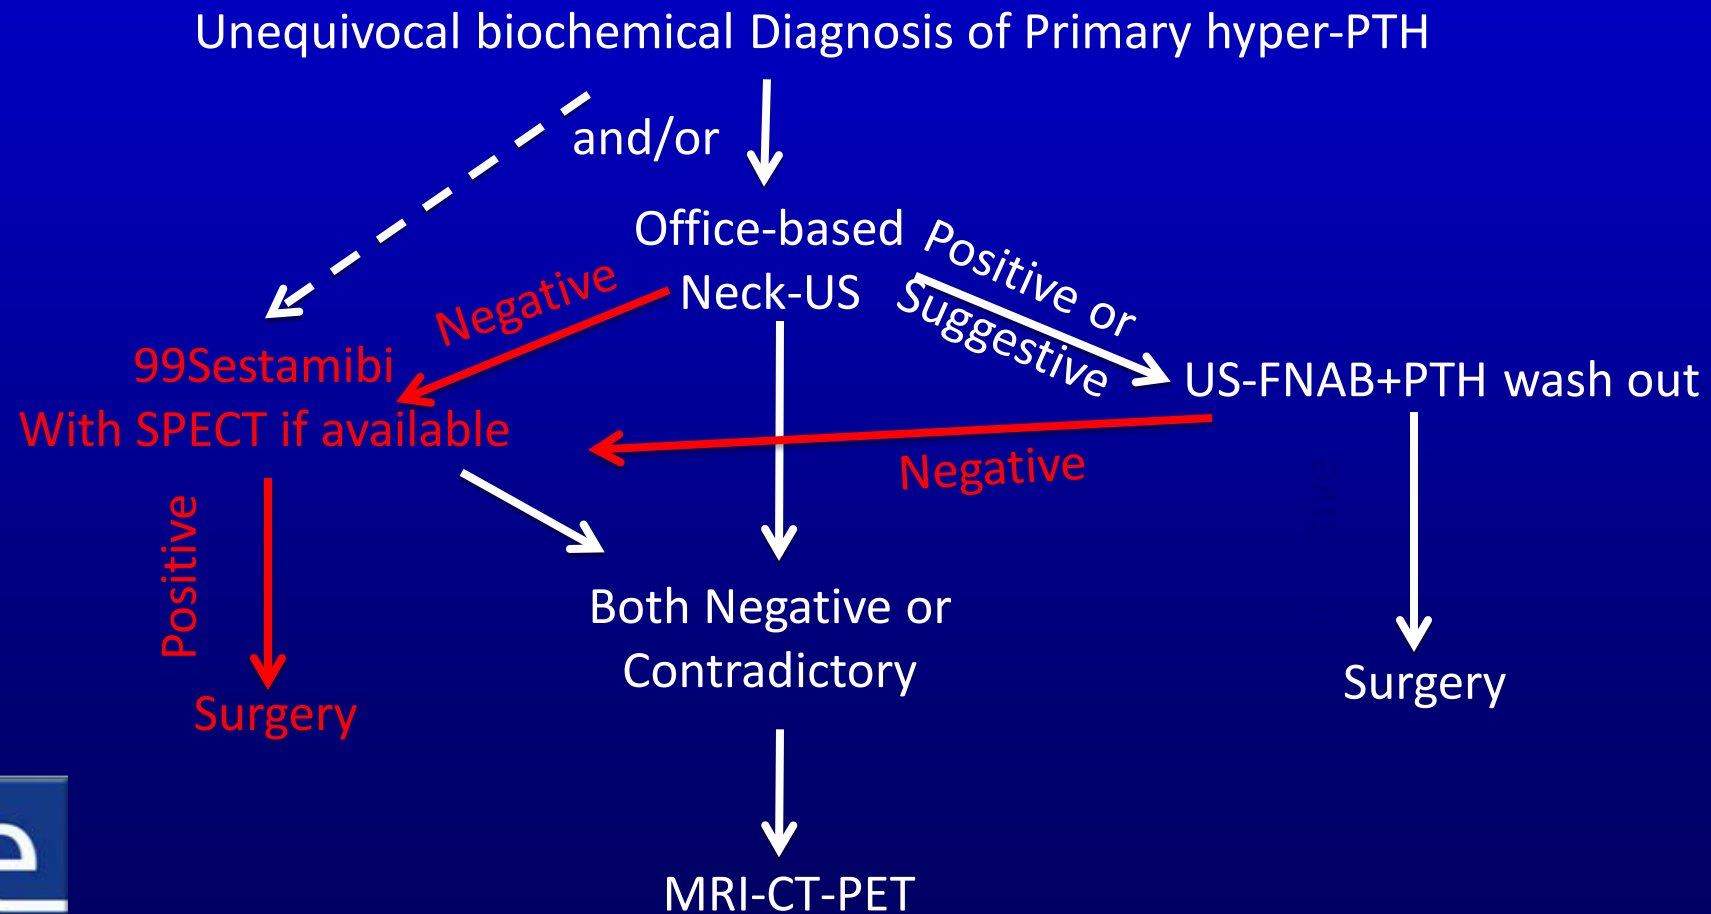 Unequivocal biochemical Diagnosis of Primary hyper-PTH
and/or
Office-based
Neck-US
Negative
Positive or
Suggestive
99Sestamibi
With SPECT if available
US-FNAB+PTH wash out
Negative
Positive
Both Negative or
Contradictory
Surgery
Surgery
MRI-CT-PET
e